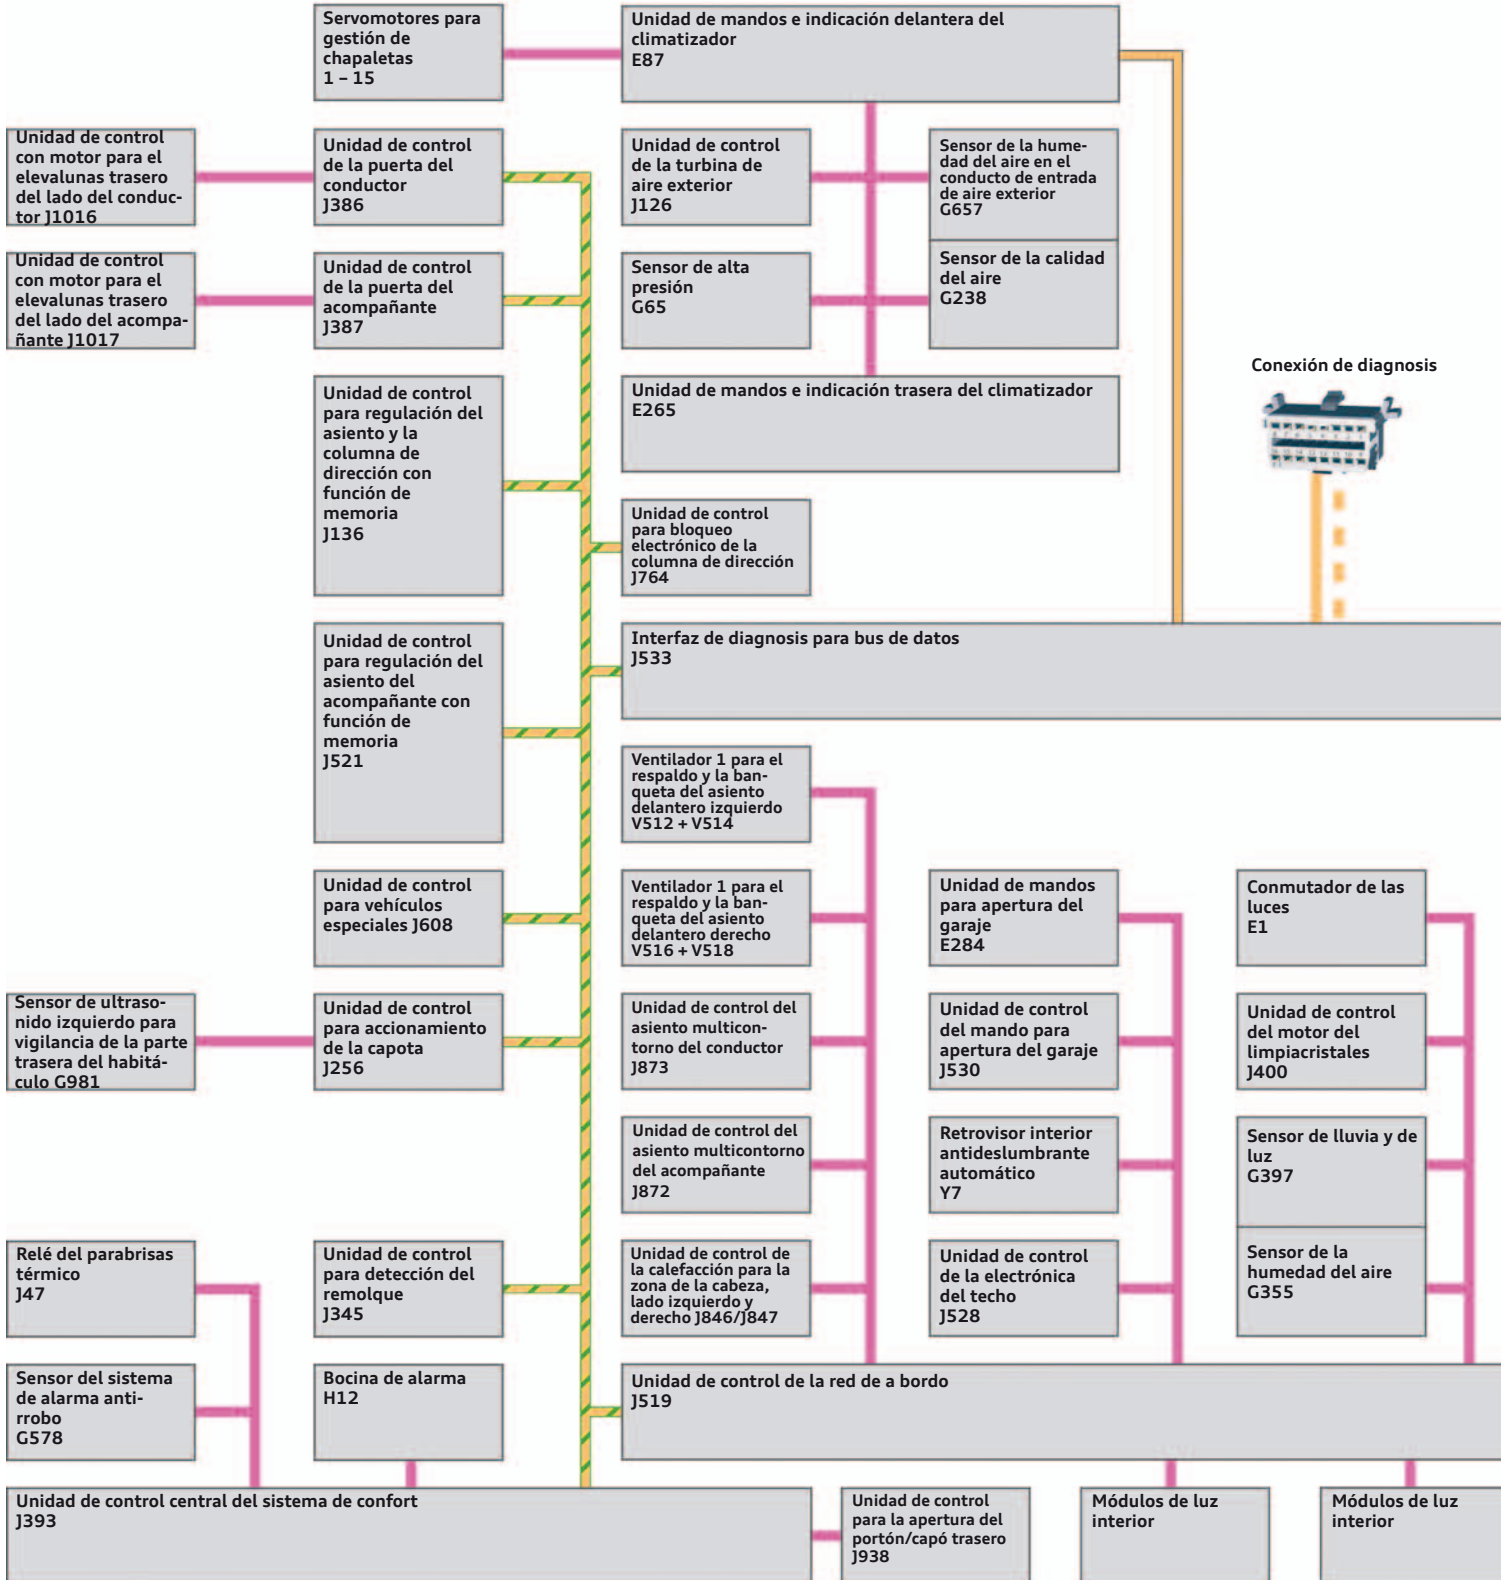 Servomotores para
gestión de
chapaletas
1 – 15
Unidad de mandos e indicación delantera del
climatizador
E87
Unidad de control
con motor para el
elevalunas trasero
del lado del conduc-
tor J1016
Unidad de control
de la puerta del
conductor
J386
Unidad de control
de la turbina de
aire exterior
J126
Sensor de la hume-
dad del aire en el
conducto de entrada
de aire exterior
G657
Unidad de control
con motor para el
elevalunas trasero
del lado del acompa-
ñante J1017
Unidad de control
de la puerta del
acompañante
J387
Sensor de alta
presión
G65
Sensor de la calidad
del aire
G238
Conexión de diagnosis
Unidad de control
para regulación del
asiento y la
columna de
dirección con
función de
memoria
J136
Unidad de mandos e indicación trasera del climatizador
E265
Unidad de control
para bloqueo
electrónico de la
columna de dirección
J764
Unidad de control
para regulación del
asiento del
acompañante con
función de
memoria
J521
Interfaz de diagnosis para bus de datos
J533
Ventilador 1 para el
respaldo y la ban-
queta del asiento
delantero izquierdo
V512 + V514
Unidad de control
para vehículos
especiales J608
Ventilador 1 para el
respaldo y la ban-
queta del asiento
delantero derecho
V516 + V518
Unidad de mandos
para apertura del
garaje
E284
Conmutador de las
luces
E1
Sensor de ultraso-
nido izquierdo para
vigilancia de la parte
trasera del habitá-
culo G981
Unidad de control
para accionamiento
de la capota
J256
Unidad de control del
asiento multicon-
torno del conductor
J873
Unidad de control
del mando para
apertura del garaje
J530
Unidad de control
del motor del
limpiacristales
J400
Unidad de control del
asiento multicontorno
del acompañante
J872
Retrovisor interior
antideslumbrante
automático
Y7
Sensor de lluvia y de
luz
G397
Relé del parabrisas
térmico
J47
Unidad de control
para detección del
remolque
J345
Unidad de control de
la calefacción para la
zona de la cabeza,
lado izquierdo y
derecho J846/J847
Unidad de control
de la electrónica
del techo
J528
Sensor de la
humedad del aire
G355
Sensor del sistema
de alarma anti-
rrobo
G578
Bocina de alarma
H12
Unidad de control de la red de a bordo
J519
Unidad de control central del sistema de confort
J393
Unidad de control
para la apertura del
portón/capó trasero
J938
Módulos de luz
interior
Módulos de luz
interior